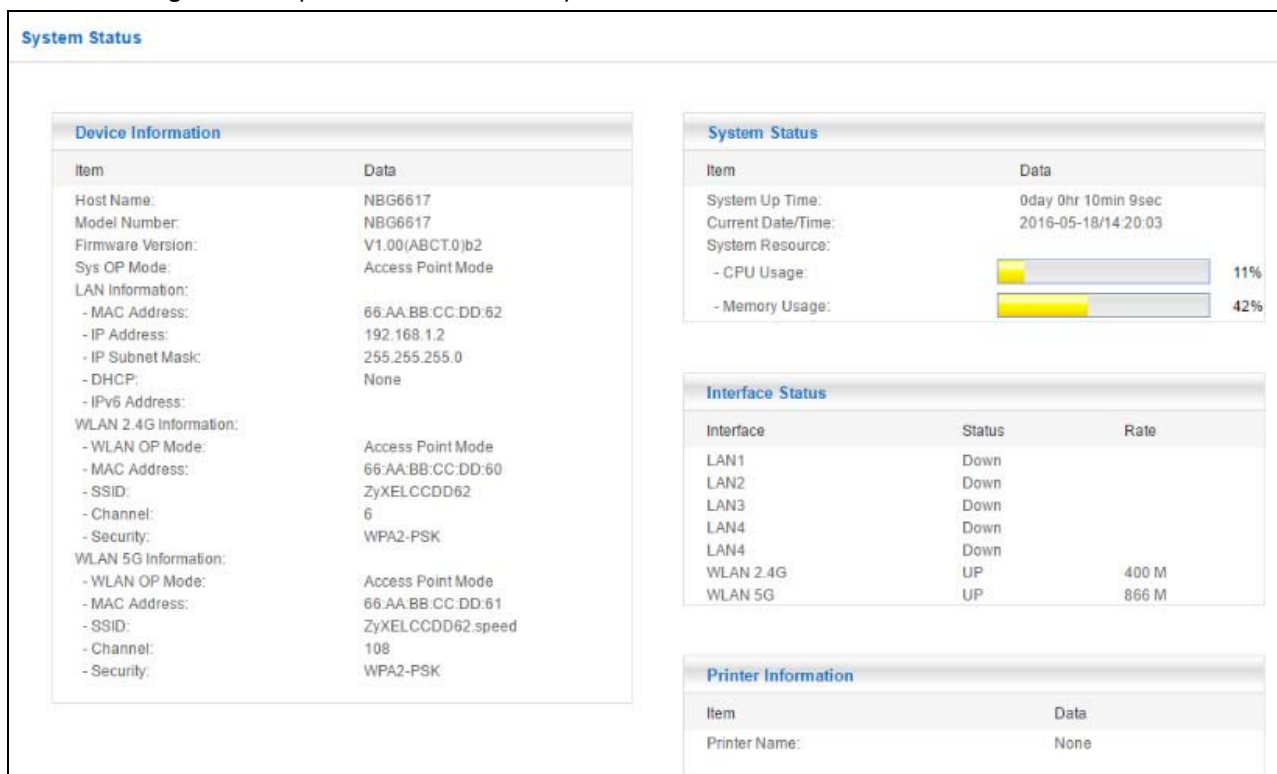 System Status
Device Information
Item Data
Host Name: NBG6617
Model Number: NBG6617
Firmware Version: V1.00(ABCT.0)b2
Sys OP Mode: Access Point Mode
LAN Information:
- MAC Address: 66:AA:BB:CC:DD:62
- IP Address: 192.168.1.2
- IP Subnet Mask: 255.255.255.0
- DHCP: None
- IPv6 Address:
WLAN 2.4G Information:
- WLAN OP Mode: Access Point Mode
- MAC Address: 66:AA:BB:CC:DD:60
- SSID: ZyXELCCDD62
- Channel: 6
- Security: WPA2-PSK
WLAN 5G Information:
- WLAN OP Mode: Access Point Mode
- MAC Address: 66:AA:BB:CC:DD:61
- SSID: ZyXELCCDD62.speed
- Channel: 108
- Security: WPA2-PSK
System Status
Item Data
System Up Time: 0day 0hr 10min 9sec
Current Date/Time: 2016-05-18/14:20:03
System Resource:
- CPU Usage: 11%
- Memory Usage: 42%
Interface Status
Interface Status Rate
LAN1 Down
LAN2 Down
LAN3 Down
LAN4 Down
LAN4 Down
WLAN 2.4G UP 400 M
WLAN 5G UP 866 M
Printer Information
Item Data
Printer Name: None